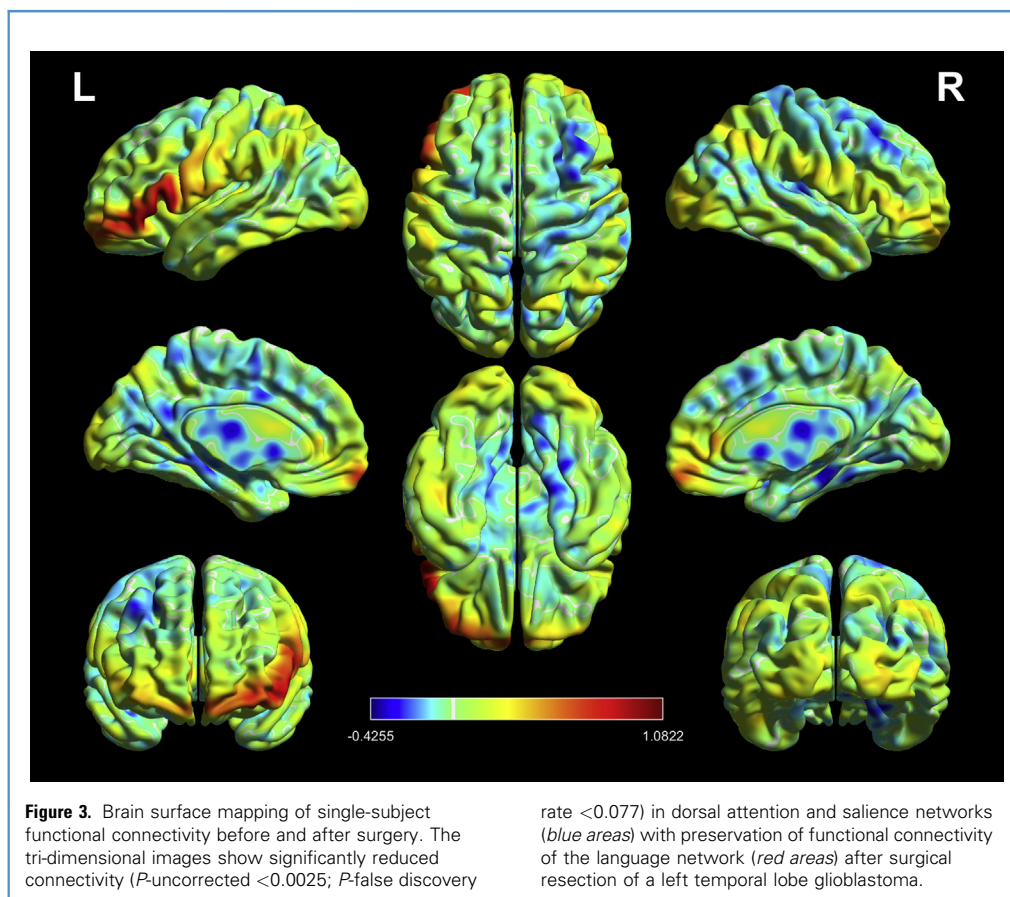 L
R
-0.4255
1.0822
Figure 3. Brain surface mapping of single-subject
functional connectivity before and after surgery. The
tri-dimensional images show significantly reduced
connectivity (P-uncorrected <0.0025; P-false discovery
rate <0.077) in dorsal attention and salience networks
(blue areas) with preservation of functional connectivity
of the language network (red areas) after surgical
resection of a left temporal lobe glioblastoma.